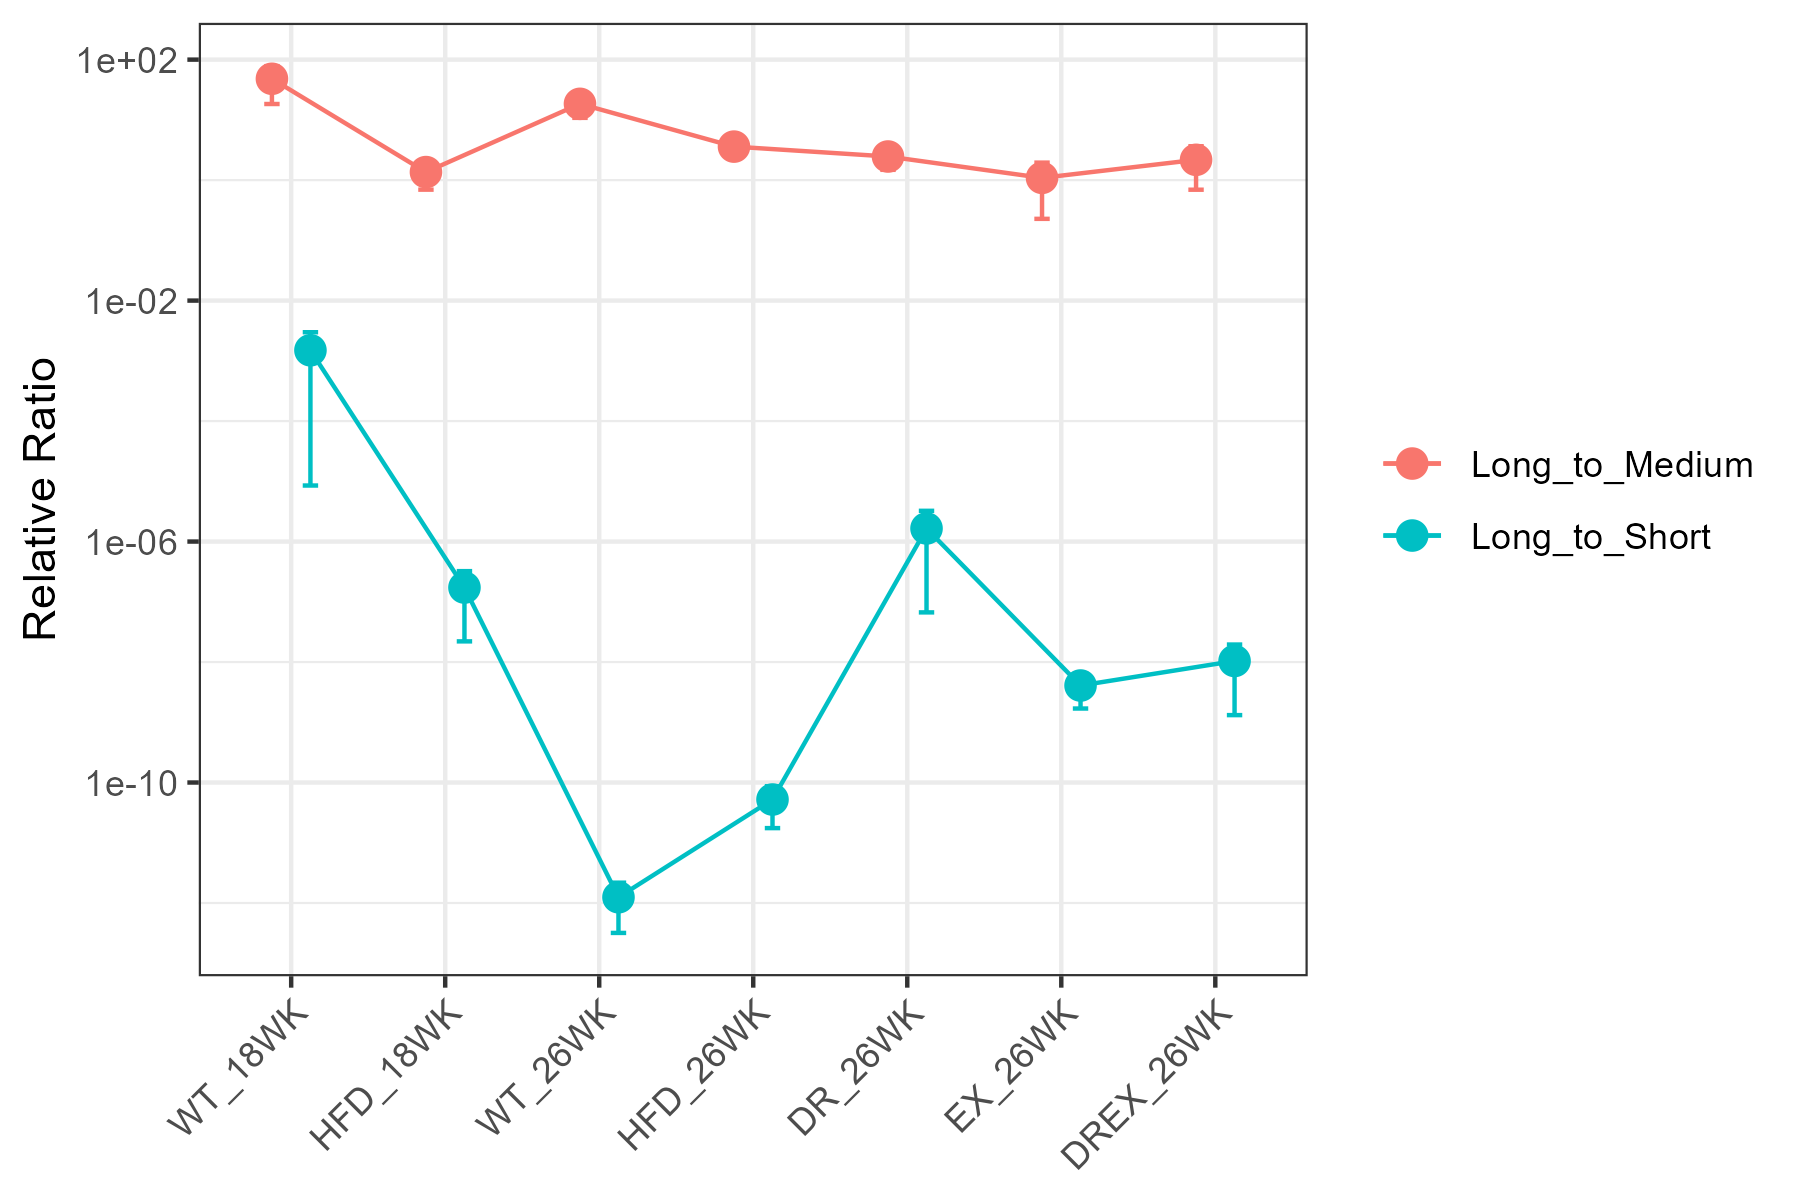 Relative Ratio
1e+02
1e-02
1e-06
1e-10
WT_18WK
HFD_18WK
WT_26WK
HFD_26WK
DR_26WK
EX_26WK
DREX_26WK
Long_to_Medium
Long_to_Short